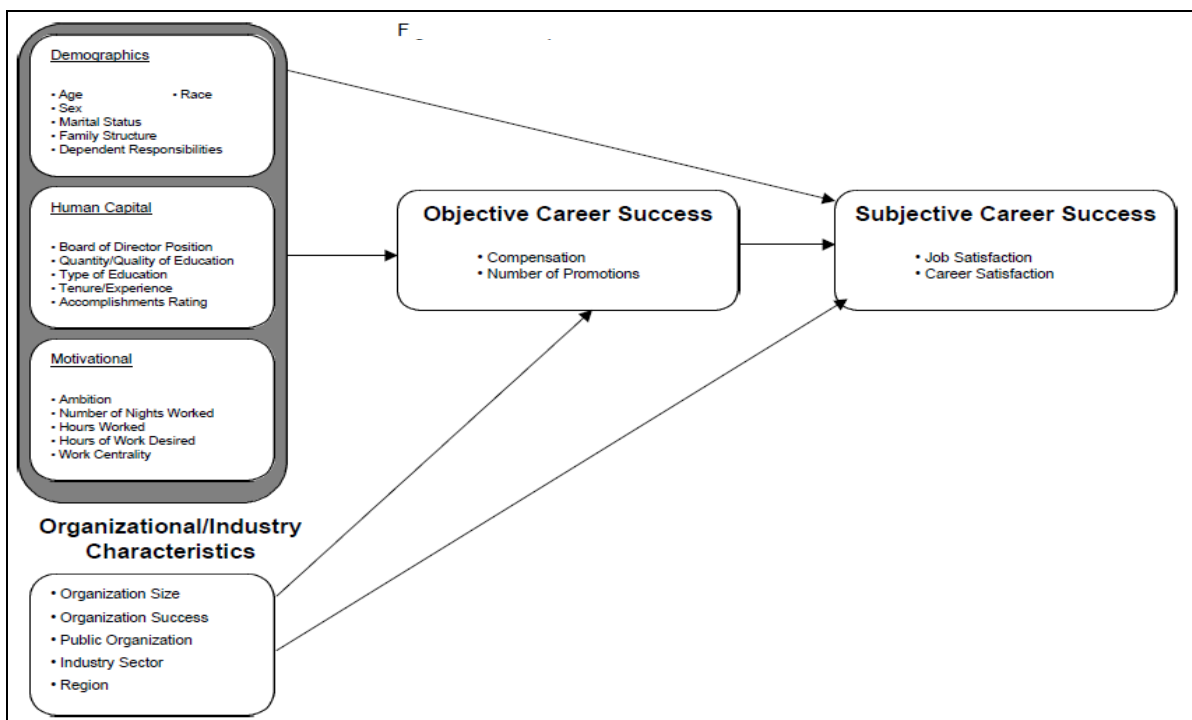 F
Demographics
• Age • Race
• Sex
• Marital Status
• Family Structure
• Dependent Responsibilities
Human Capital
• Board of Director Position
• Quantity/Quality of Education
• Type of Education
• Tenure/Experience
• Accomplishments Rating
Motivational
• Ambition
• Number of Nights Worked
• Hours Worked
• Hours of Work Desired
• Work Centrality
Objective Career Success
• Compensation
• Number of Promotions
Subjective Career Success
• Job Satisfaction
• Career Satisfaction
Organizational/Industry
Characteristics
• Organization Size
• Organization Success
• Public Organization
• Industry Sector
• Region